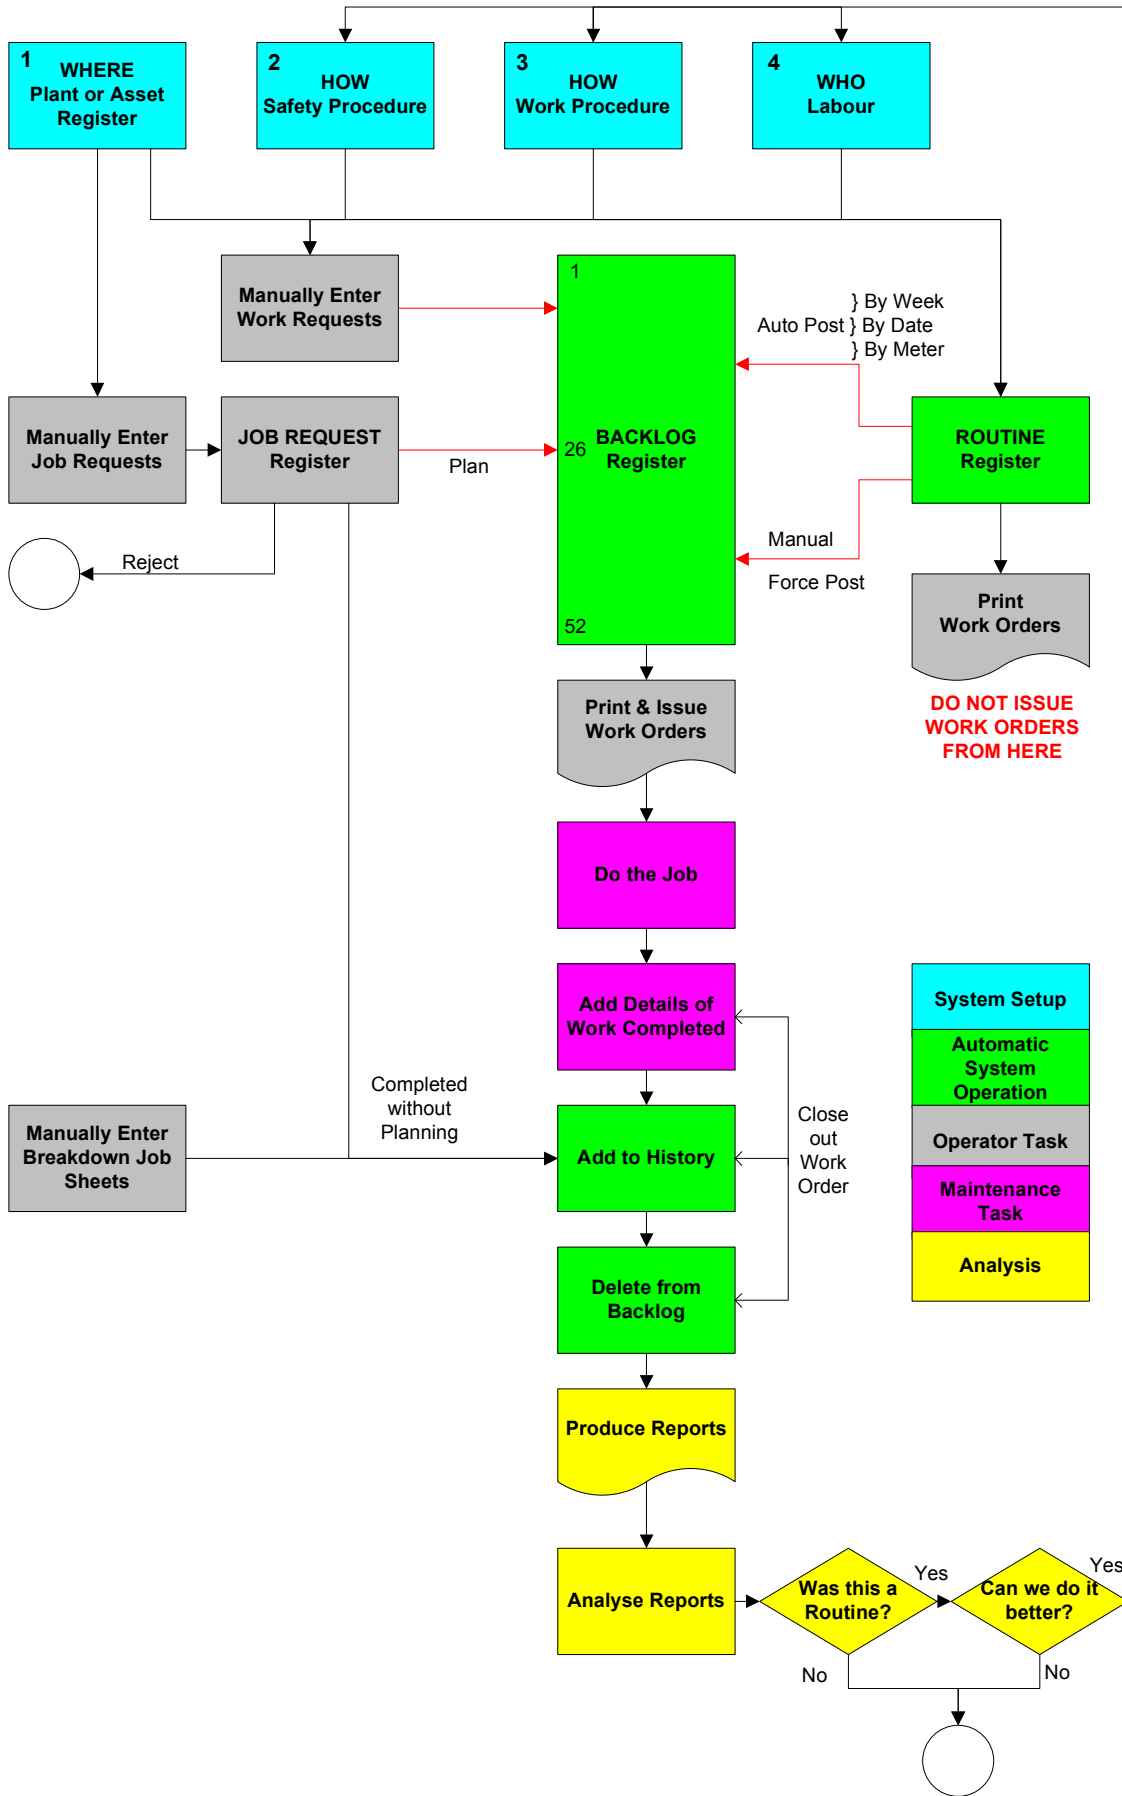 1
WHERE
Plant or Asset
Register
2
HOW
Safety Procedure
3
HOW
Work Procedure
4
WHO
Labour
Manually Enter
Work Requests
1
} By Week
Auto Post } By Date
} By Meter
Manually Enter
Job Requests
JOB REQUEST
Register
Plan
26
BACKLOG
Register
ROUTINE
Register
Reject
Manual
Force Post
52
Print
Work Orders
DO NOT ISSUE
WORK ORDERS
FROM HERE
Print & Issue
Work Orders
Do the Job
Add Details of
Work Completed
System Setup
Automatic
System
Operation
Operator Task
Maintenance
Task
Analysis
Completed
without
Planning
Close
out
Work
Order
Manually Enter
Breakdown Job
Sheets
Add to History
Delete from
Backlog
Produce Reports
Analyse Reports
Was this a
Routine?
Yes
Can we do it
better?
Yes
No
No